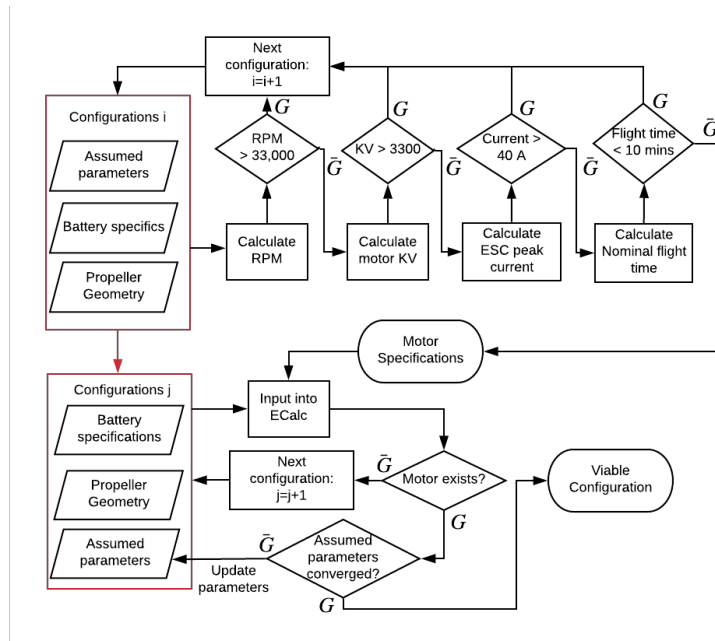 Next
configuration:
i=i+1
G
G
G
G
Configurations i
RPM
> 33,000
KV > 3300
Current >
40 A
Flight time
< 10 mins
Ḡ
Ḡ
Ḡ
Ḡ
Assumed
parameters
Battery specifics
Propeller
Geometry
Calculate
RPM
Calculate
motor KV
Calculate
ESC peak
current
Calculate
Nominal flight
time
Motor
Specifications
Configurations j
Battery
specifications
Input into
ECalc
Next
configuration:
j=j+1
Ḡ
Motor exists?
Viable
Configuration
Propeller
Geometry
G
Assumed
parameters
Ḡ
Update
parameters
Assumed
parameters
converged?
G